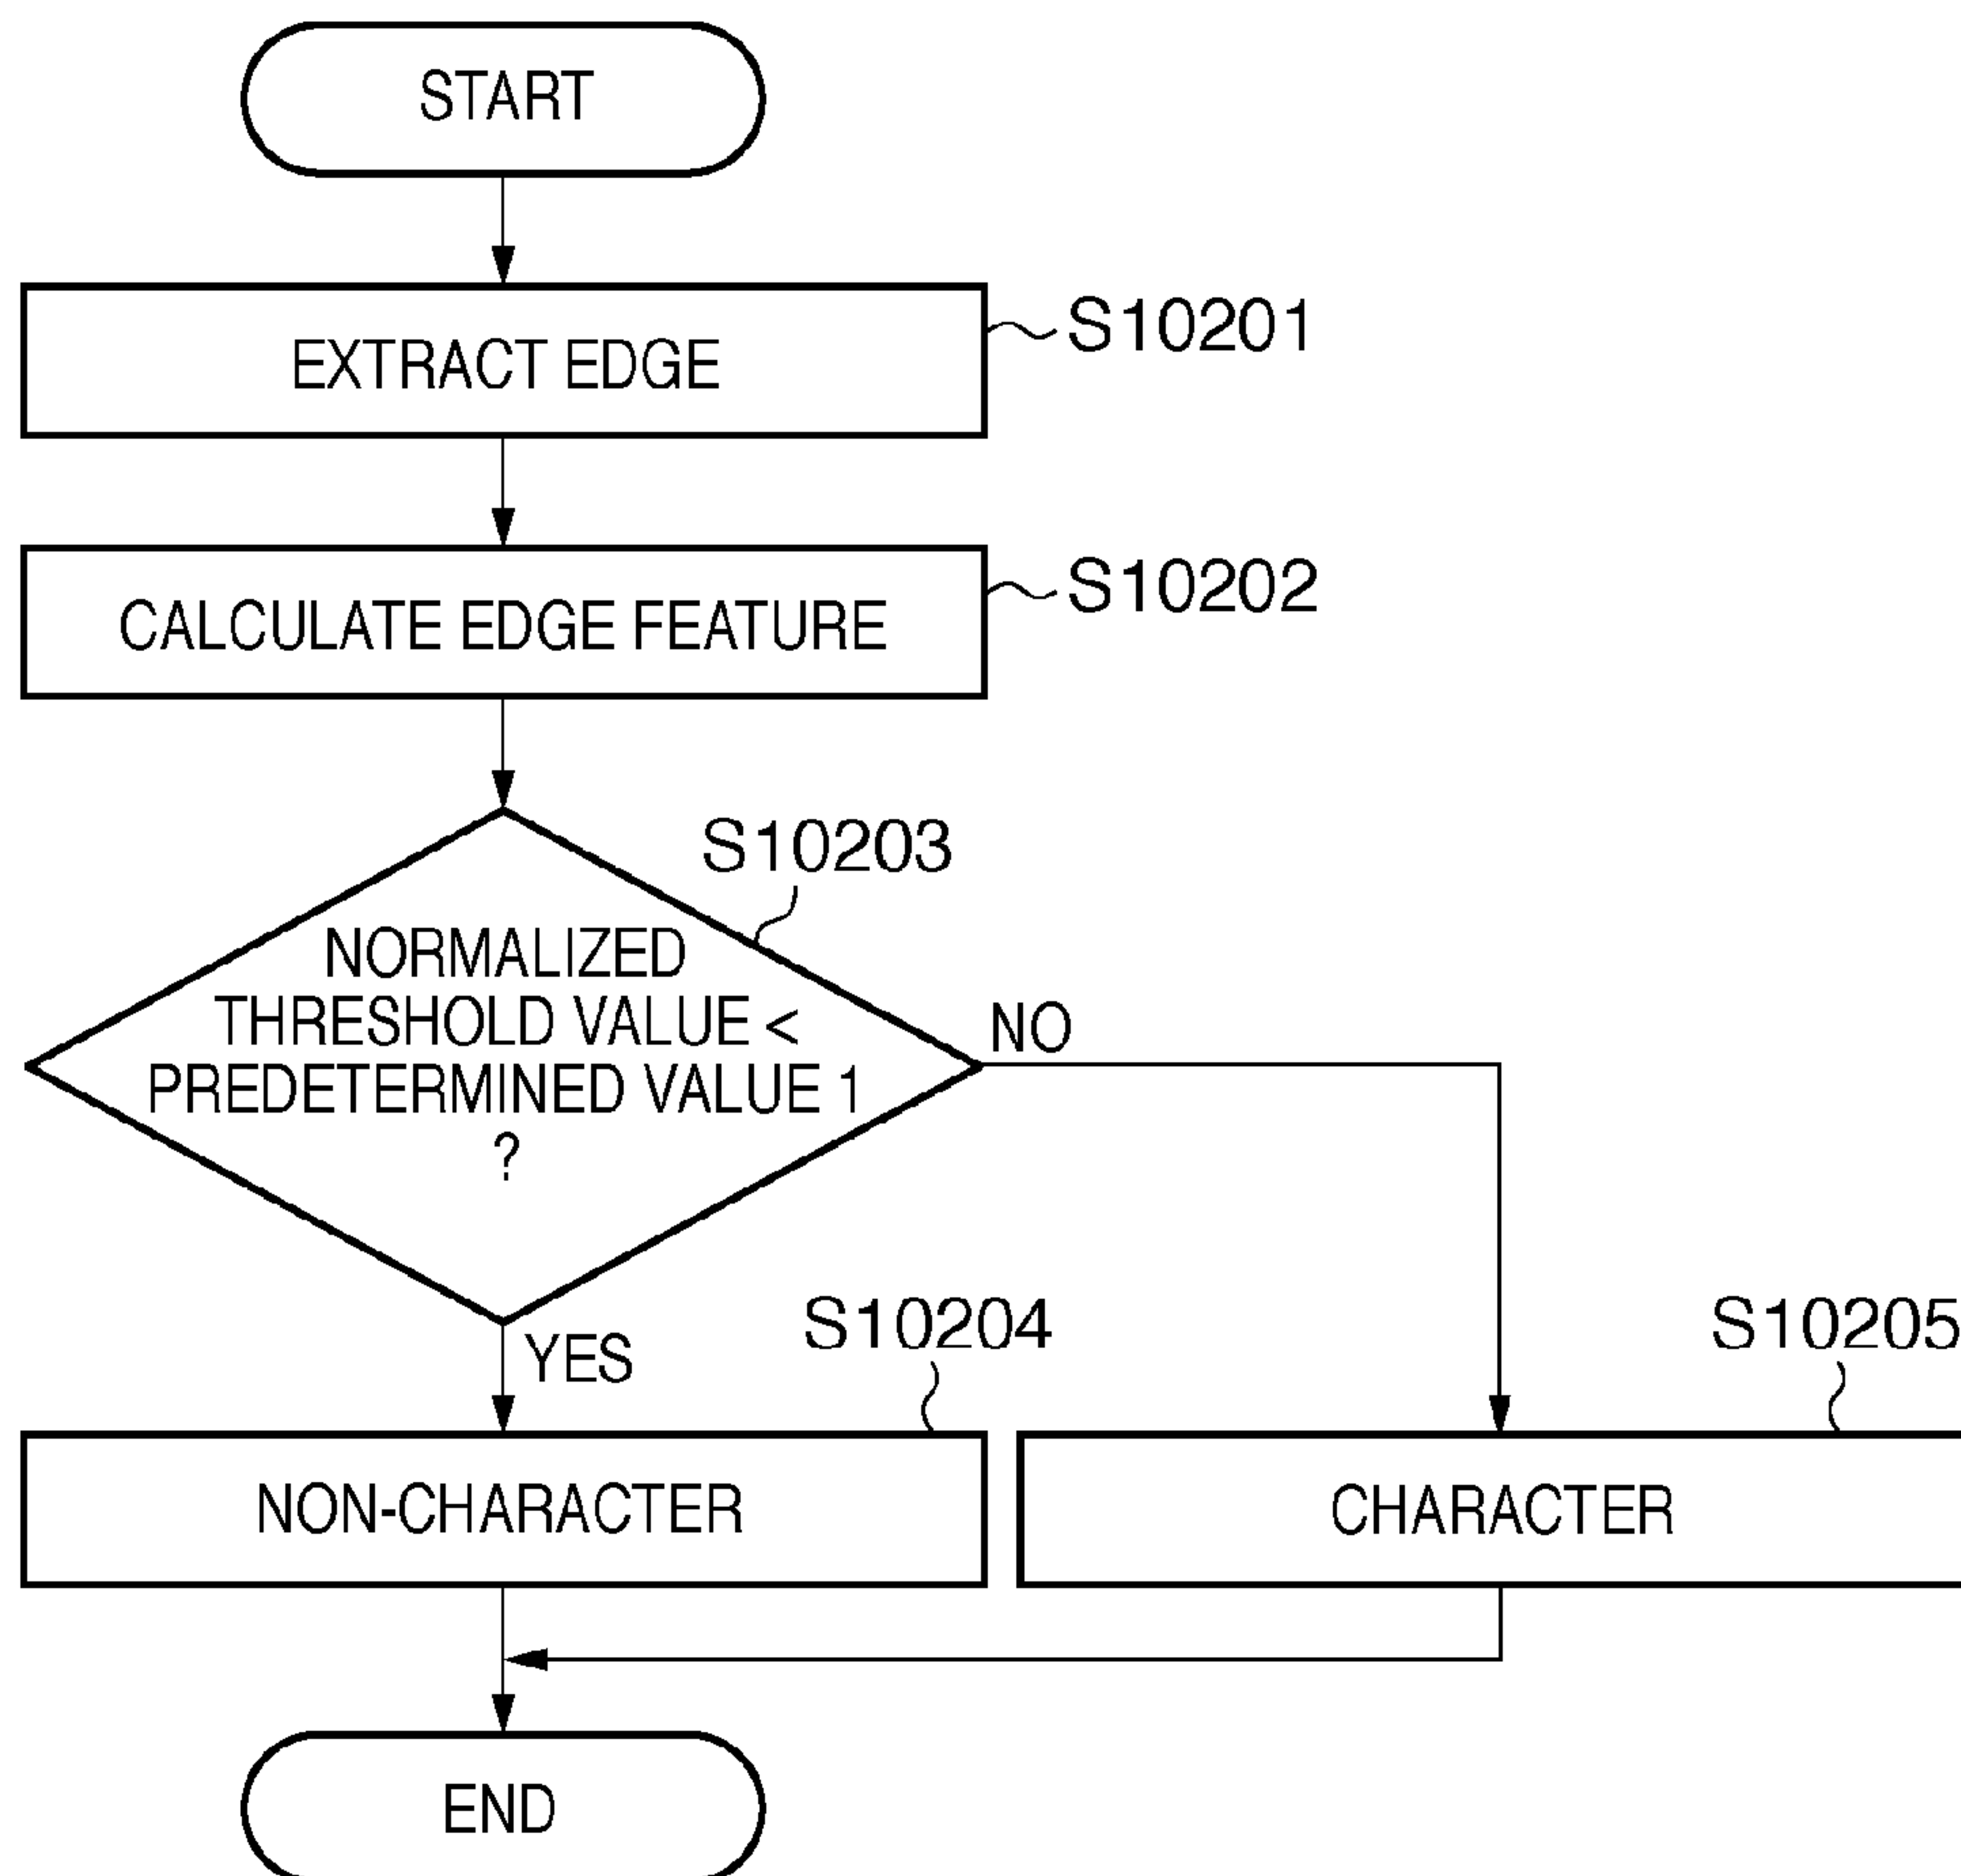 START
EXTRACT EDGE
S10201
CALCULATE EDGE FEATURE
S10202
S10203
NORMALIZED
THRESHOLD VALUE <
PREDETERMINED VALUE 1
?
NO
YES
S10204
S10205
NON-CHARACTER
CHARACTER
END